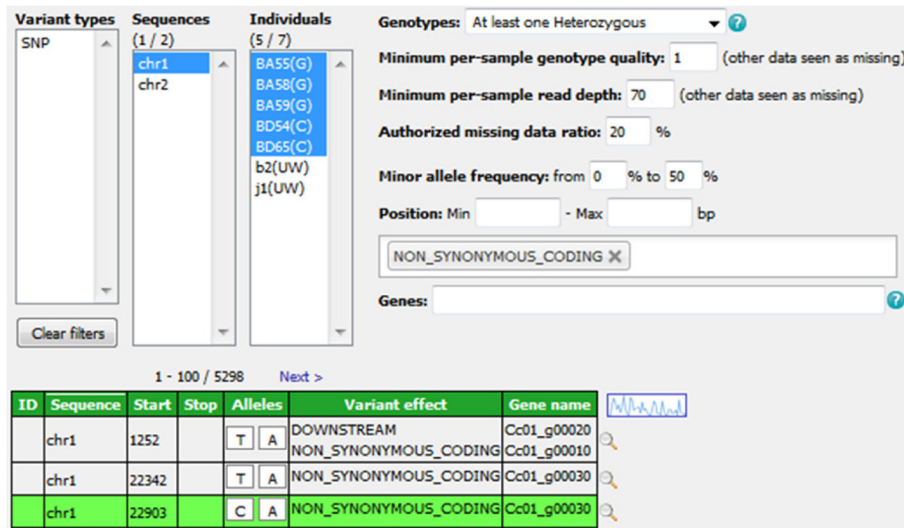 Variant types
SNP
Clear filters
Sequences
(1 / 2)
chr1
chr2
Individuals
(5 / 7)
BA55(G)
BA58(G)
BA59(G)
BD54(C)
BD65(C)
b2(UW)
j1(UW)
Genotypes: At least one Heterozygous ?
Minimum per-sample genotype quality: 1 (other data seen as missing)
Minimum per-sample read depth: 70 (other data seen as missing)
Authorized missing data ratio: 20 %
Minor allele frequency: from 0 % to 50 %
Position: Min - Max bp
NON_SYNONYMOUS_CODING
Genes: ?
1 - 100 / 5298 Next >
ID Sequence Start Stop Alleles Variant effect Gene name
chr1 1252 T A DOWNSTREAM Cc01_g00020
NON_SYNONYMOUS_CODING Cc01_g00010
chr1 22342 T A NON_SYNONYMOUS_CODING Cc01_g00030
chr1 22903 C A NON_SYNONYMOUS_CODING Cc01_g00030